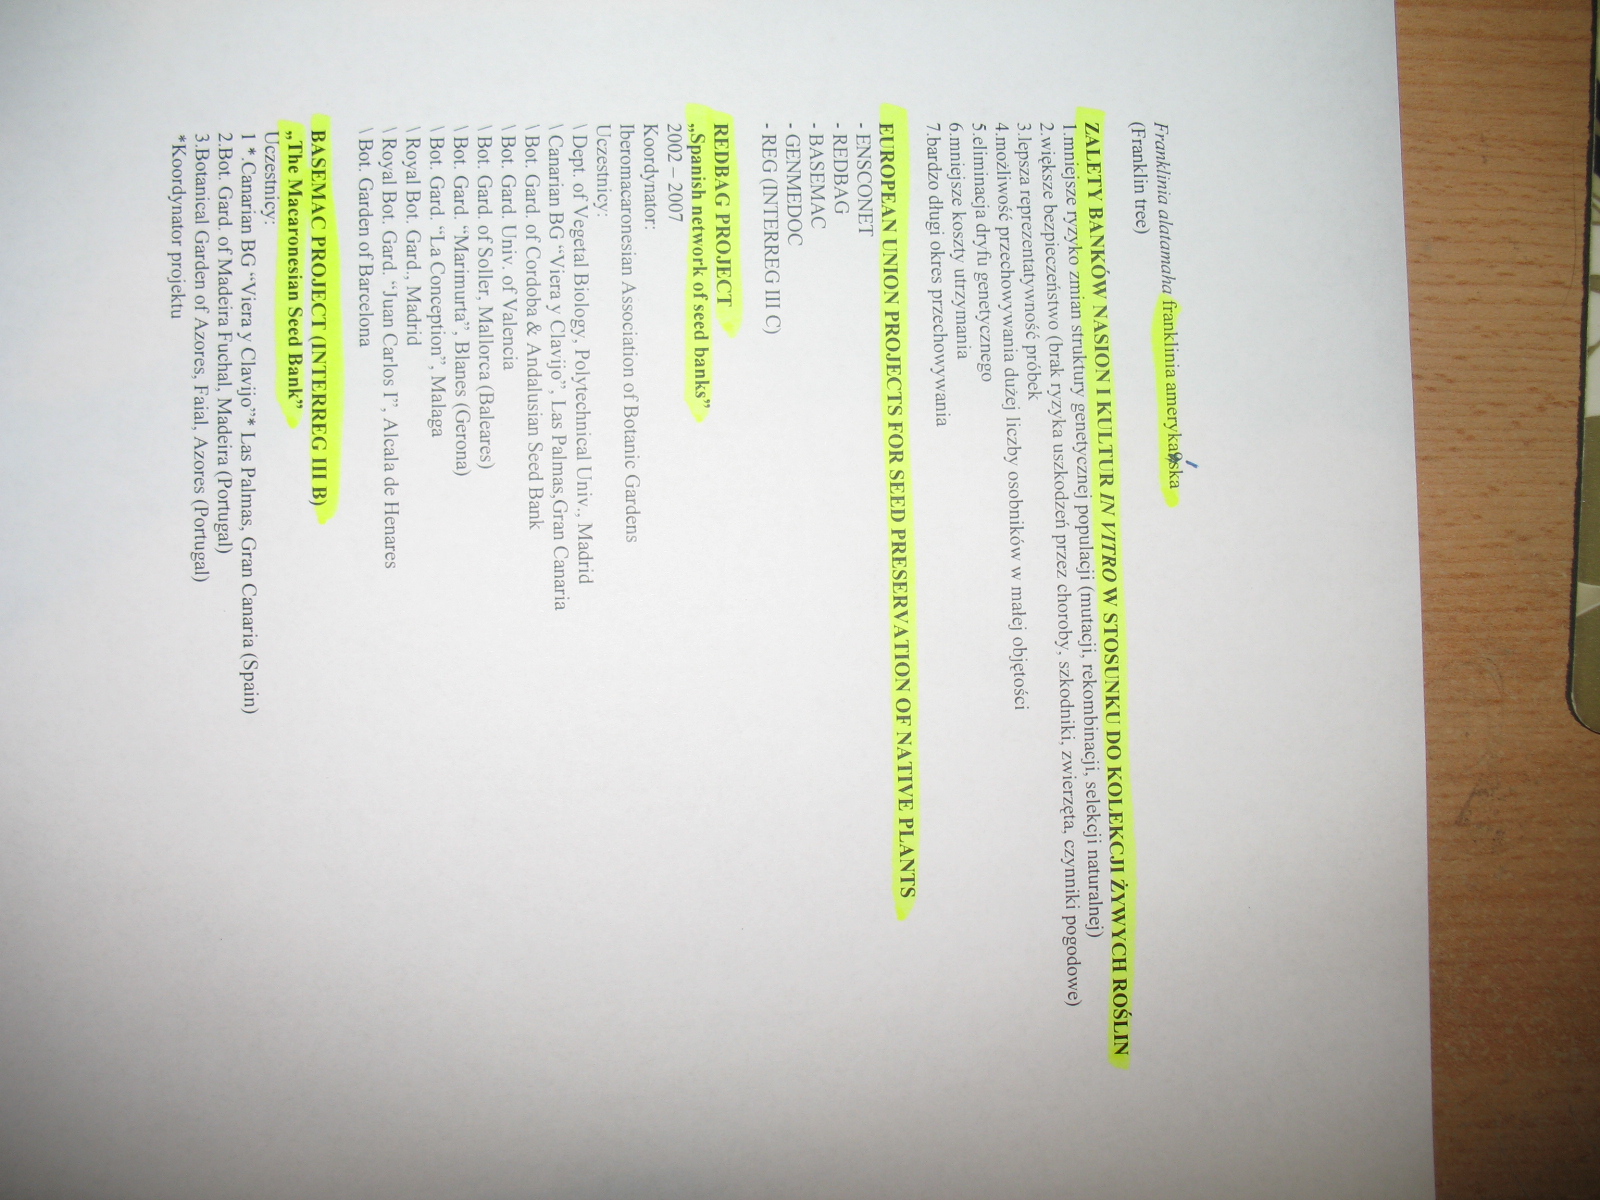 Franklinia alatamaha franklinia amerykańska
(Franklin tree)
ZALETY BANKÓW NASION I KULTUR IN VITRO W STOSUNKU DO KOLEKCJI ŻYWYCH ROŚLIN
1.mniejsze ryzyko zmian struktury genetycznej populacji (mutacji, rekombinacji, selekcji naturalnej)
2.większe bezpieczeństwo (brak ryzyka uszkodzeń przez choroby, szkodniki, zwierzęta, czynniki pogodowe)
3.lepsza reprezentatywność próbek
4.możliwość przechowywania dużej liczby osobników w małej objętości
5.eliminacja dryfu genetycznego
6.mniejsze koszty utrzymania
7.bardzo długi okres przechowywania
EUROPEAN UNION PROJECTS FOR SEED PRESERVATION OF NATIVE PLANTS
- ENSCONET
- REDBAG
- BASEMAC
- GENMEDOC
- REG (INTERREG III C)
REDBAG PROJECT
„Spanish network of seed banks”
2002 – 2007
Koordynator:
Iberomacaronesian Association of Botanic Gardens
Uczestnicy:
\ Dept. of Vegetal Biology, Polytechnical Univ., Madrid
\ Canarian BG “Viera y Clavijo”, Las Palmas,Gran Canaria
\ Bot. Gard. of Cordoba & Andalusian Seed Bank
\ Bot. Gard. Univ. of Valencia
\ Bot. Gard. of Soller, Mallorca (Baleares)
\ Bot. Gard. “Marimurta”, Blanes (Gerona)
\ Bot. Gard. “La Conception”, Malaga
\ Royal Bot. Gard., Madrid
\ Royal Bot. Gard. “Juan Carlos I”, Alcala de Henares
\ Bot. Garden of Barcelona
BASEMAC PROJECT (INTERREG III B)
„The Macaronesian Seed Bank”
Uczestnicy:
1 *.Canarian BG “Viera y Clavijo”* Las Palmas, Gran Canaria (Spain)
2.Bot. Gard. of Madeira Fuchal, Madeira (Portugal)
3.Botanical Garden of Azores, Faial, Azores (Portugal)
*Koordynator projektu